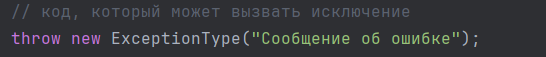 // код, который может вызвать исключение
throw new ExceptionType("Сообщение об ошибке");